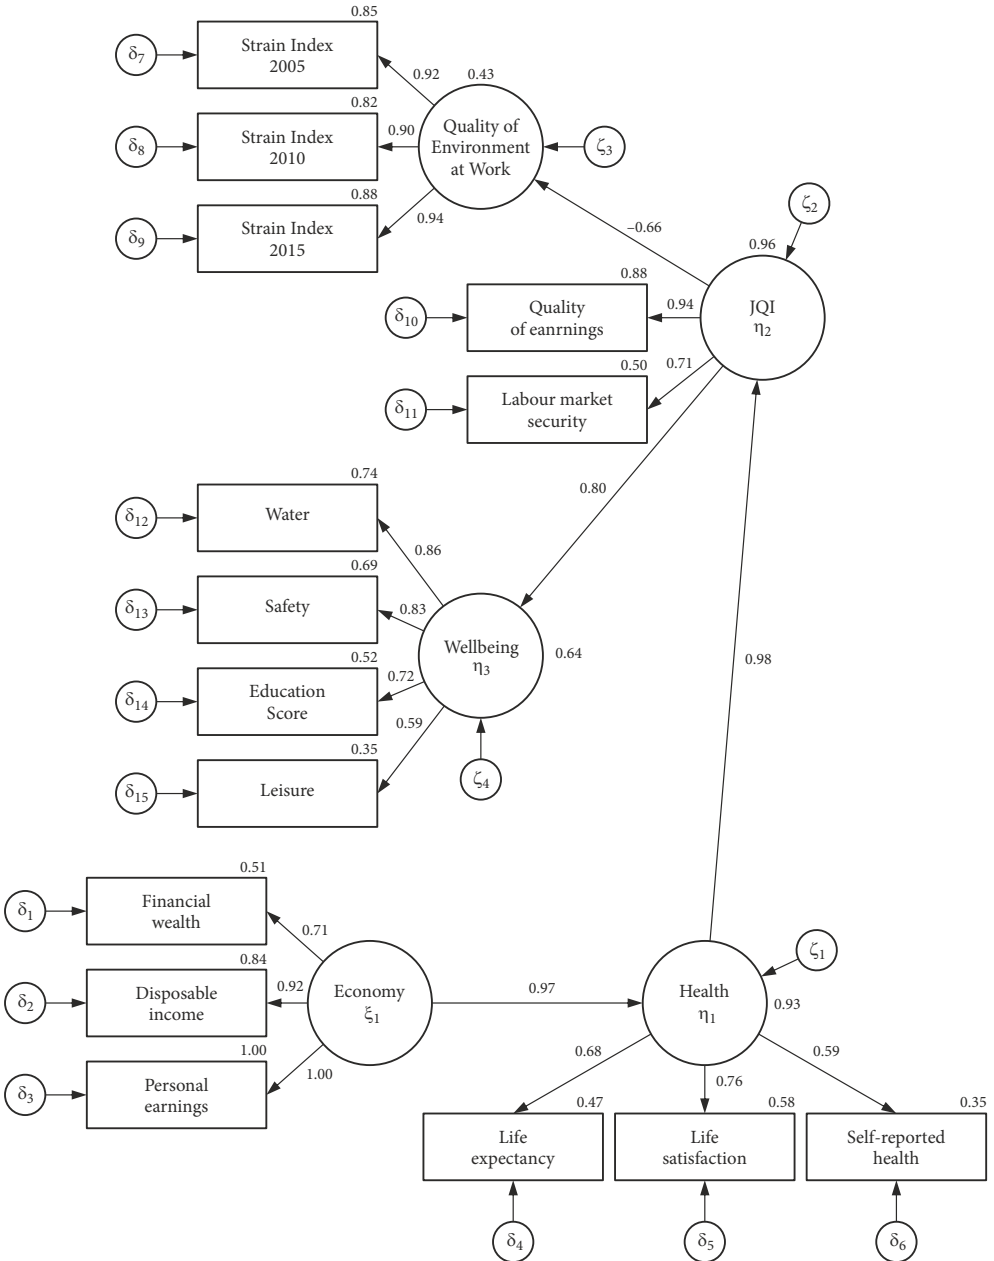 0.85
δ7
Strain Index
2005
0.92
0.43
0.82
δ8
Strain Index
2010
0.90
Quality of
Environment
at Work
ζ3
0.88
δ9
Strain Index
2015
0.94
−0.66
ζ2
0.96
JQI
η2
0.88
δ10
Quality
of eanrnings
0.94
0.50
δ11
Labour market
security
0.71
0.80
0.74
δ12
Water
0.86
0.69
δ13
Safety
0.83
0.52
δ14
Education
Score
0.72
Wellbeing
η3
0.64
0.59
0.35
δ15
Leisure
ζ4
0.98
0.51
δ1
Financial
wealth
0.71
0.84
δ2
Disposable
income
0.92
Economy
ξ1
0.97
Health
η1
0.93
ζ1
1.00
δ3
Personal
earnings
1.00
0.68
0.76
0.59
0.47
0.58
0.35
Life
expectancy
Life
satisfaction
Self-reported
health
δ4
δ5
δ6